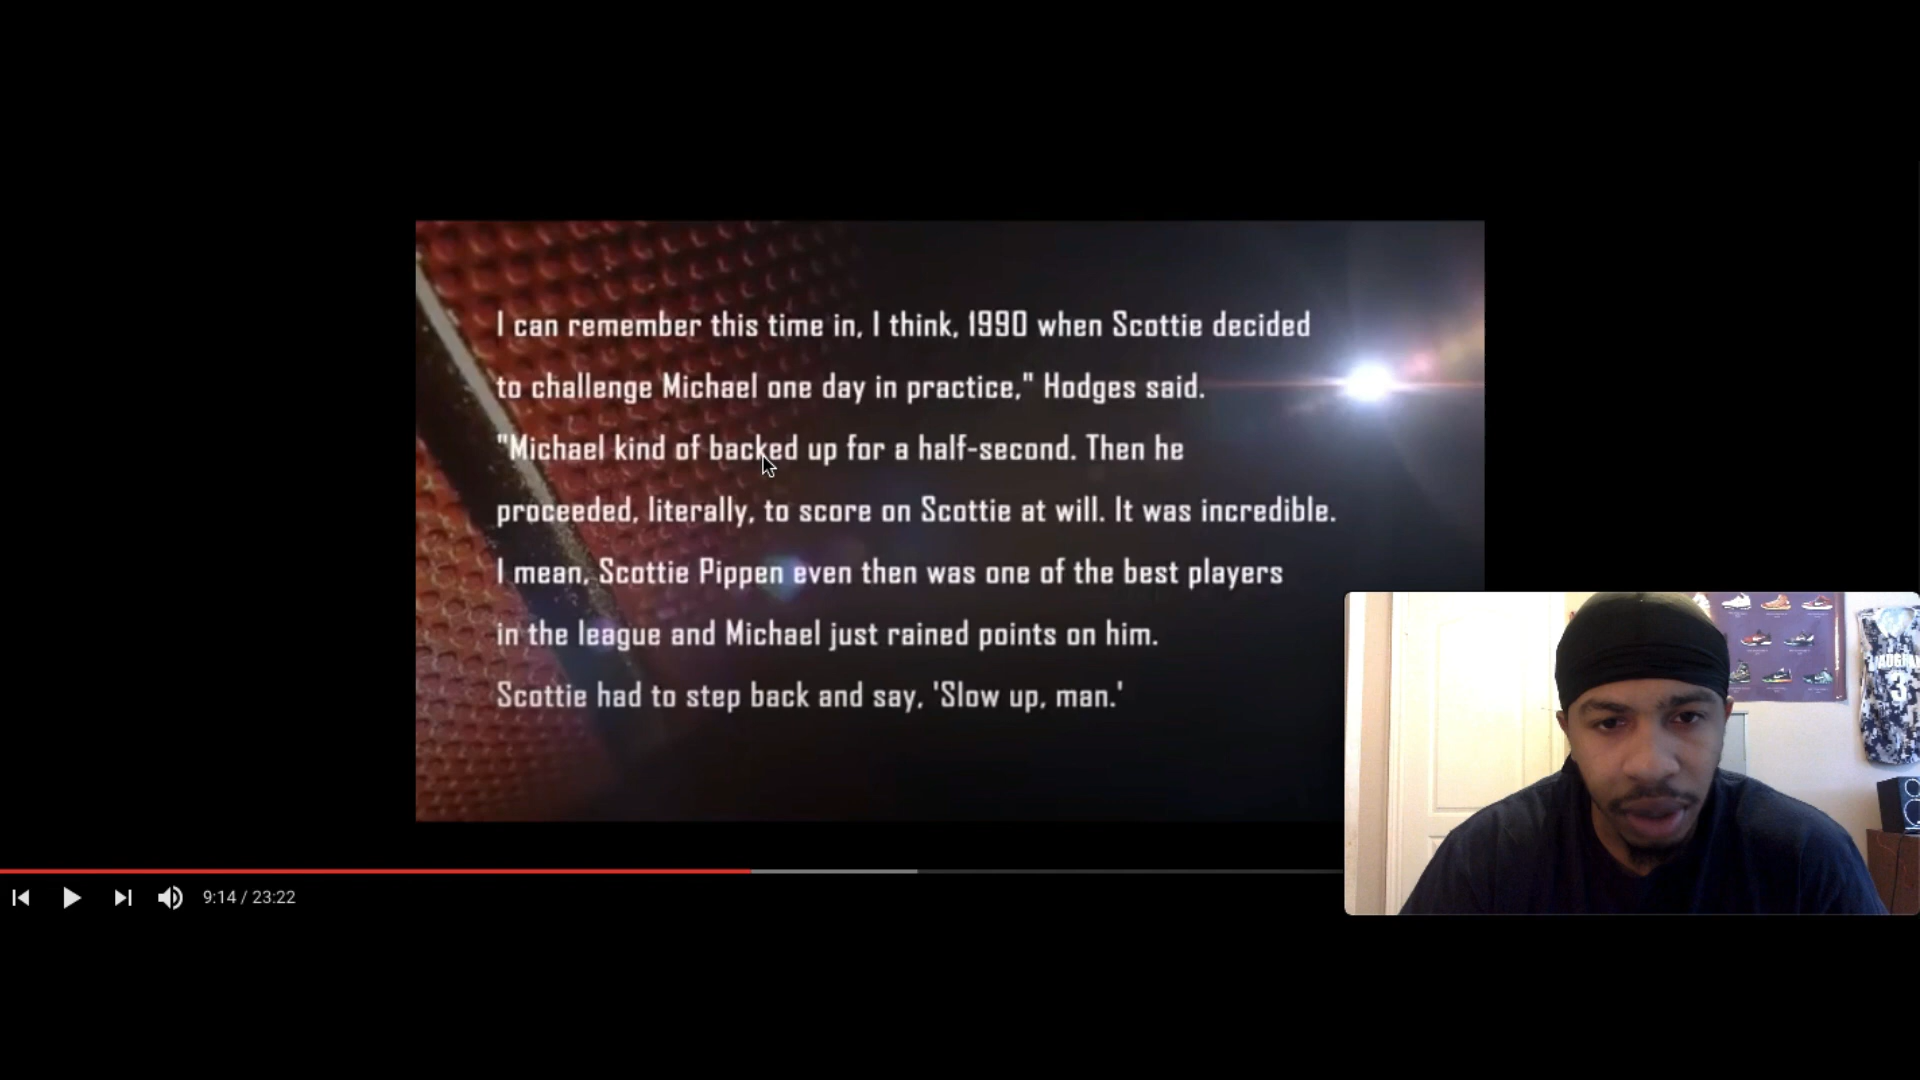 I can remember this time in, I think, 1990 when Scottie decided
to challenge Michael one day in practice," Hodges said.
"Michael kind of backed up for a half-second. Then he
proceeded, literally, to score on Scottie at will. It was incredible.
I mean, Scottie Pippen even then was one of the best players
in the league and Michael just rained points on him.
Scottie had to step back and say, 'Slow up, man.'
9:14 / 23:22
3